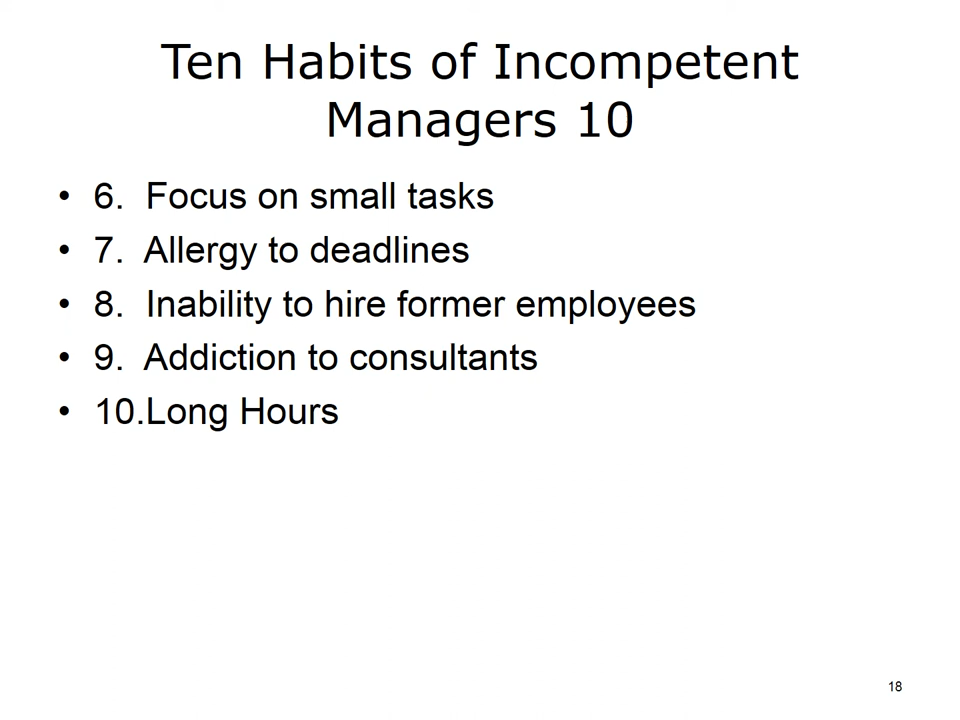 Ten Habits of Incompetent
Managers 10
• 6.  Focus on small tasks
• 7.  Allergy to deadlines
• 8.  Inability to hire former employees
• 9.  Addiction to consultants
• 10.Long Hours
18